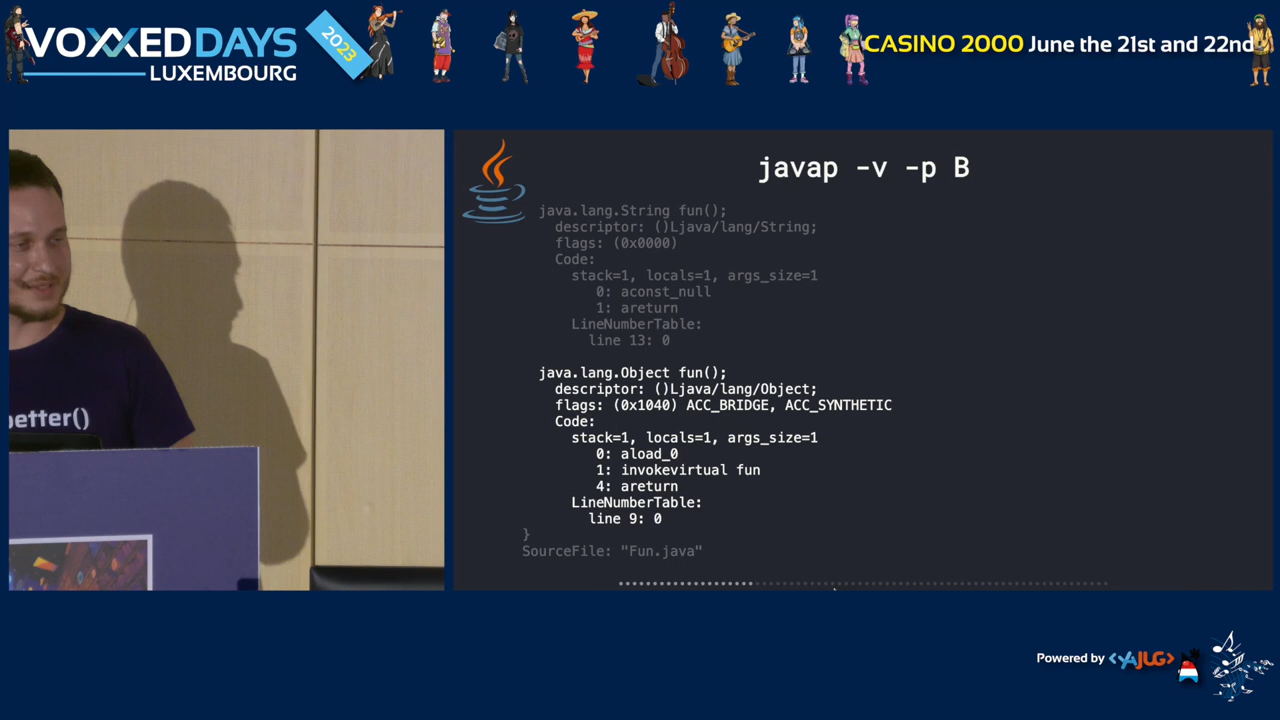 VOXXEDDAYS
LUXEMBOURG
2023
CASINO 2000 June the 21st and 22nd
better()
javap -v -p B
java.lang.String fun();
descriptor: ()Ljava/lang/String;
flags: (0x0000)
Code:
stack=1, locals=1, args_size=1
0: aconst_null
1: areturn
LineNumberTable:
line 13: 0
java.lang.Object fun();
descriptor: ()Ljava/lang/Object;
flags: (0x1040) ACC_BRIDGE, ACC_SYNTHETIC
Code:
stack=1, locals=1, args_size=1
0: aload_0
1: invokevirtual fun
4: areturn
LineNumberTable:
line 9: 0
}
SourceFile: "Fun.java"
Powered by <YAJUG>